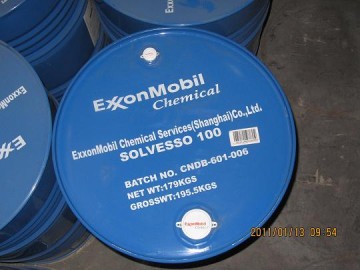 ExxonMobil
Chemical
ExxonMobil Chemical Services(Shanghai)Co.,Ltd.
SOLVESSO 100
BATCH NO. CNDB-601-006
NET WT:179KGS
GROSSWT:195.5KGS
ExxonMobil
2011/01/13 09:54